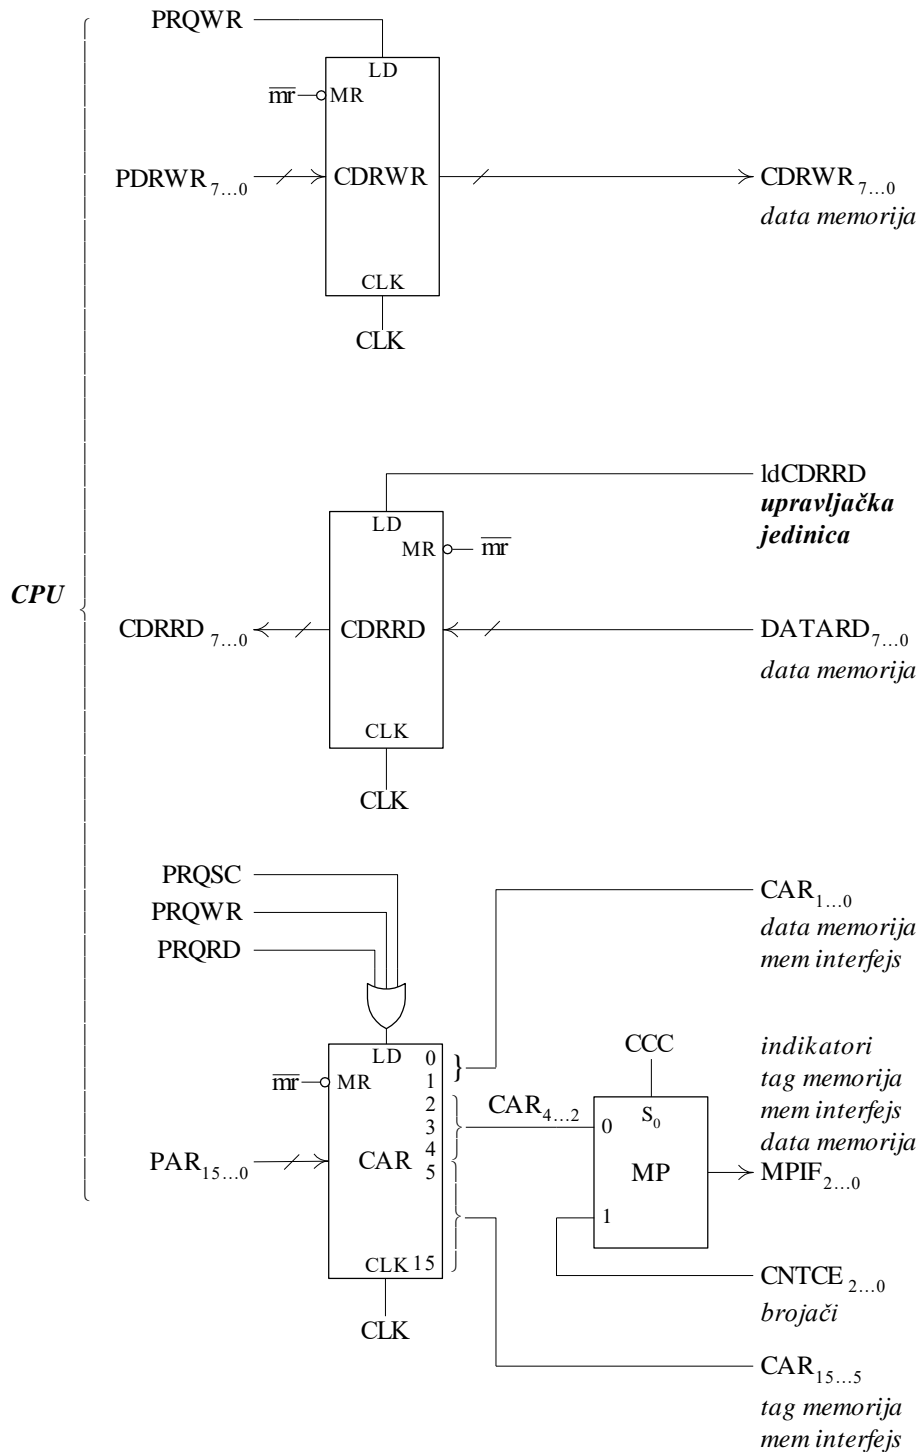 PRQWR
LD
mr MR
PDRWR7...0 CDRWR CDRWR7...0
data memorija
CLK
CLK
ldCDRRD
upravljačka
jedinica
LD
MR mr
CPU
CDRRD 7...0 CDRRD DATARD7...0
data memorija
CLK
CLK
PRQSC
PRQWR
PRQRD
CAR1...0
data memorija
mem interfejs
LD 0
mr MR 1
2
3
4
5
CAR4...2
PAR15...0 CAR
CLK 15
CLK
CCC
S0
0
MP
1
indikatori
tag memorija
mem interfejs
data memorija
MPIF2...0
CNTCE 2...0
brojači
CAR15...5
tag memorija
mem interfejs